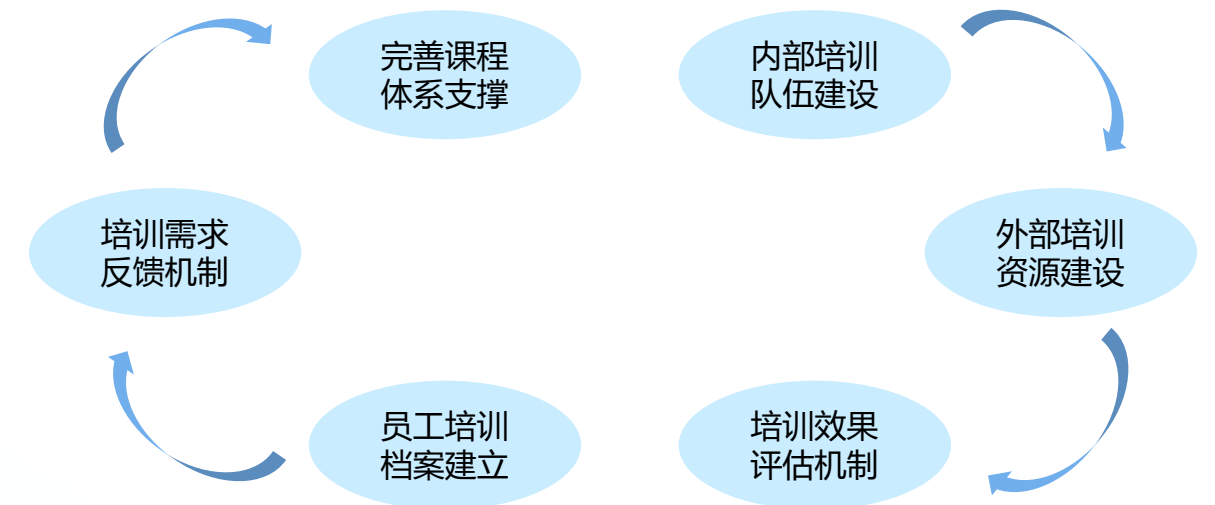 完善课程
体系支撑
内部培训
队伍建设
培训需求
反馈机制
外部培训
资源建设
员工培训
档案建立
培训效果
评估机制